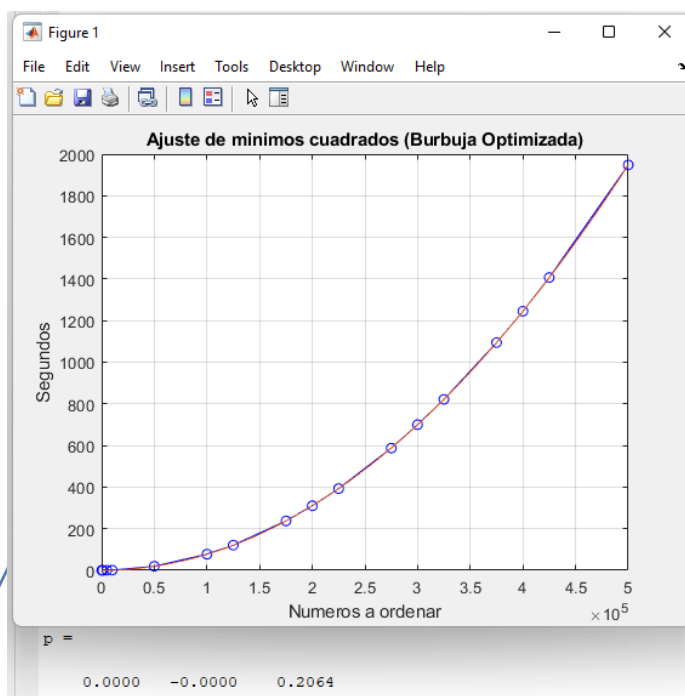 Figure 1
File Edit View Insert Tools Desktop Window Help
Ajuste de minimos cuadrados (Burbuja Optimizada)
2000
1800
1600
1400
1200
1000
800
600
400
200
0
Segundos
0 0.5 1 1.5 2 2.5 3 3.5 4 4.5 5
Numeros a ordenar
×10^5
p =
0.0000 -0.0000 0.2064